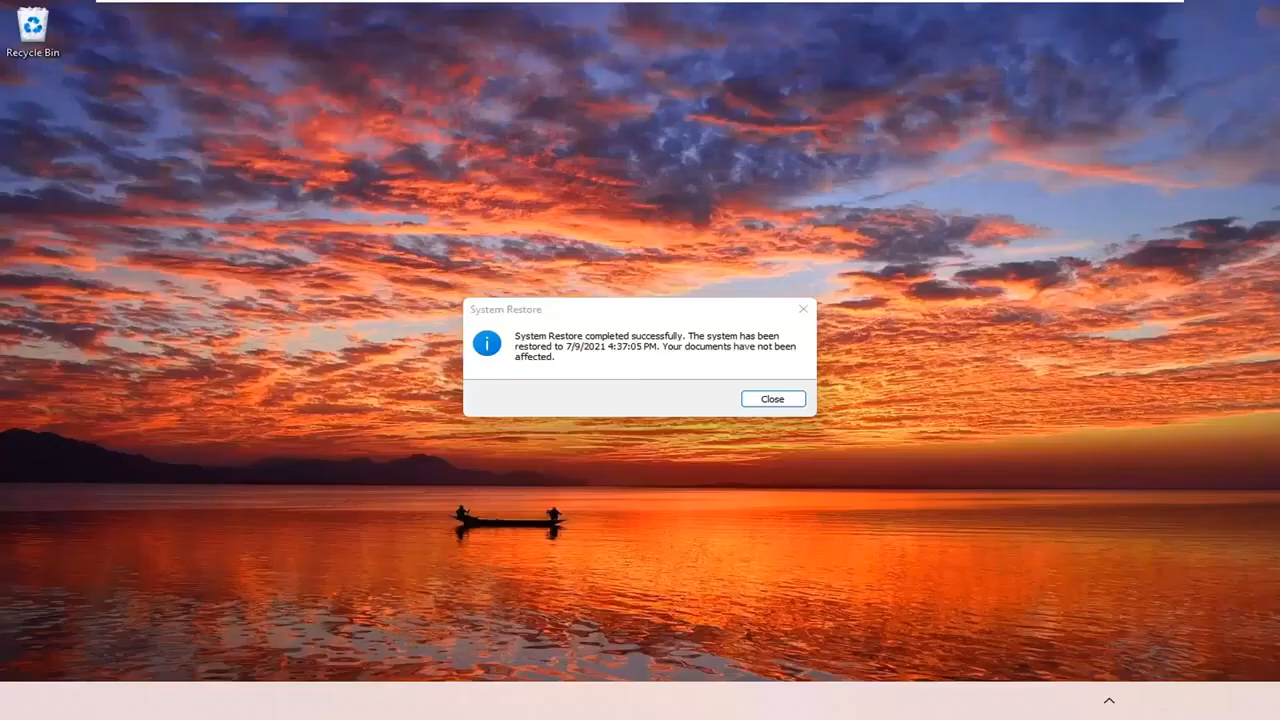 Recycle Bin
System Restore
System Restore completed successfully. The system has been
restored to 7/9/2021 4:37:05 PM. Your documents have not been
affected.
Close